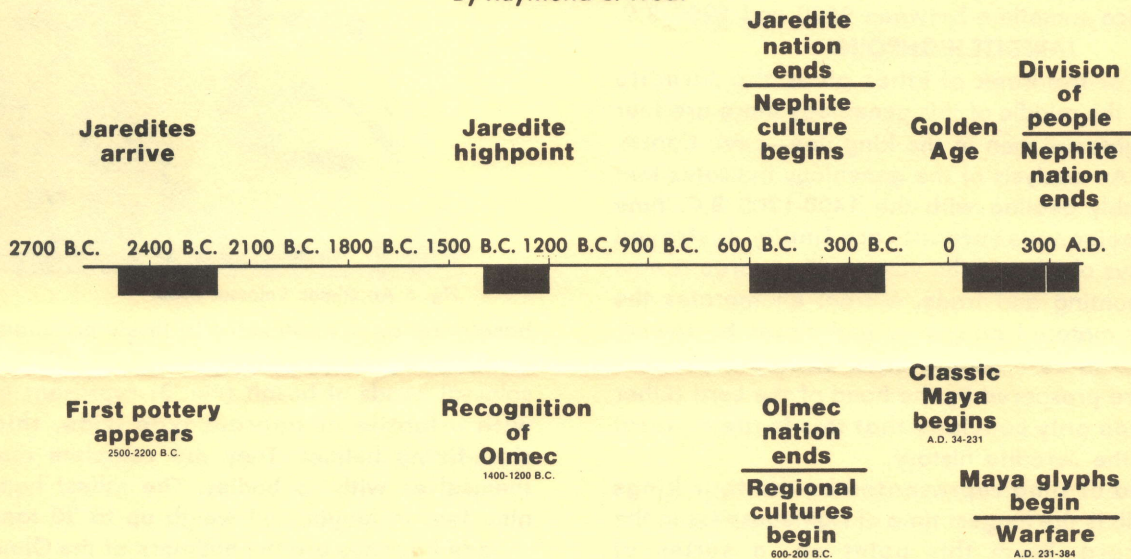 By Raymond C.
Jaredites
arrive
Jaredite
highpoint
Jaredite
nation
ends
Nephite
culture
begins
Golden
Age
Division
of
people
Nephite
nation
ends
2700 B.C. 2400 B.C. 2100 B.C. 1800 B.C. 1500 B.C. 1200 B.C. 900 B.C. 600 B.C. 300 B.C. 0 300 A.D.
First pottery
appears
2500-2200 B.C.
Recognition
of
Olmec
1400-1200 B.C.
Olmec
nation
ends
Regional
cultures
begin
600-200 B.C.
Classic
Maya
begins
A.D. 34-231
Maya glyphs
begin
Warfare
A.D. 231-384